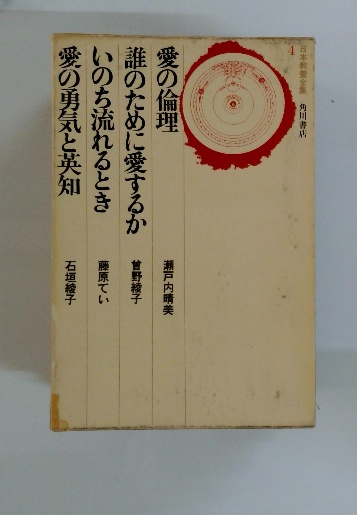 日本教養全集
4
角川書店
愛の倫理
瀬戸内晴美
誰のために愛するか
曽野綾子
いのち流れるとき
藤原てい
愛の勇気と英知
石垣綾子